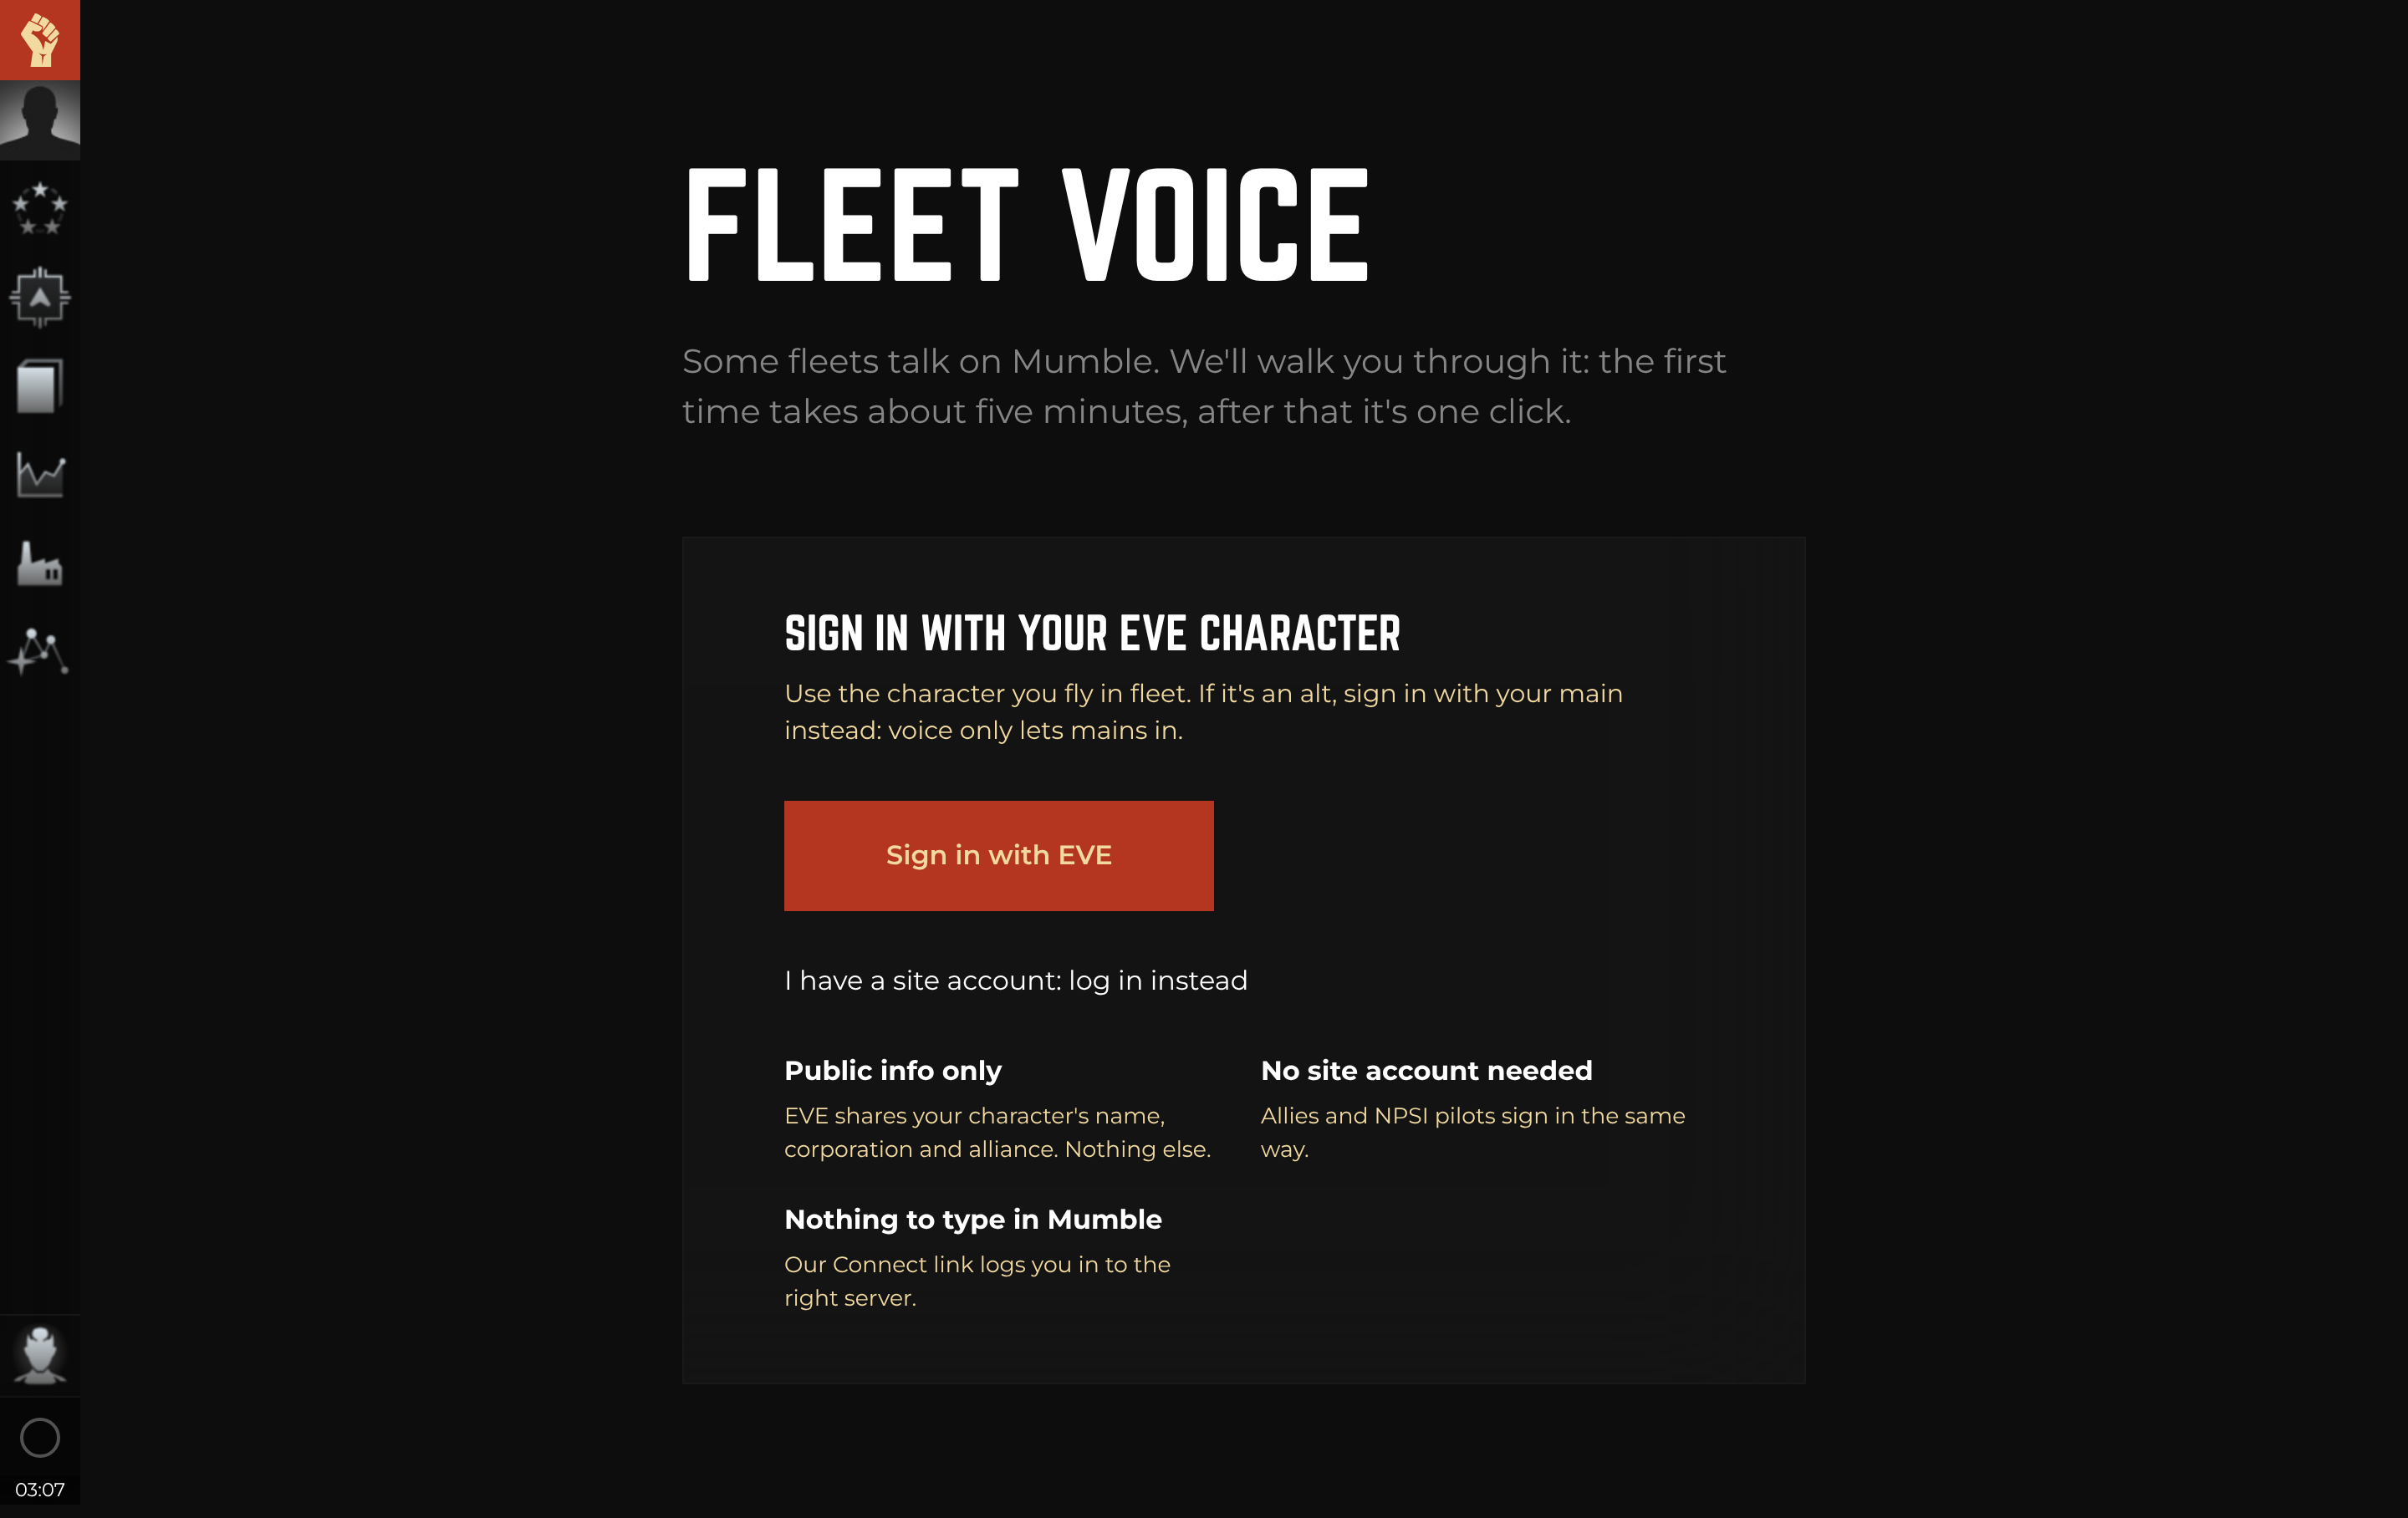 FLEET VOICE
Some fleets talk on Mumble. We'll walk you through it: the first
time takes about five minutes, after that it's one click.
SIGN IN WITH YOUR EVE CHARACTER
Use the character you fly in fleet. If it's an alt, sign in with your main
instead: voice only lets mains in.
Sign in with EVE
I have a site account: log in instead
Public info only
EVE shares your character's name,
corporation and alliance. Nothing else.
No site account needed
Allies and NPSI pilots sign in the same
way.
Nothing to type in Mumble
Our Connect link logs you in to the
right server.
03:07